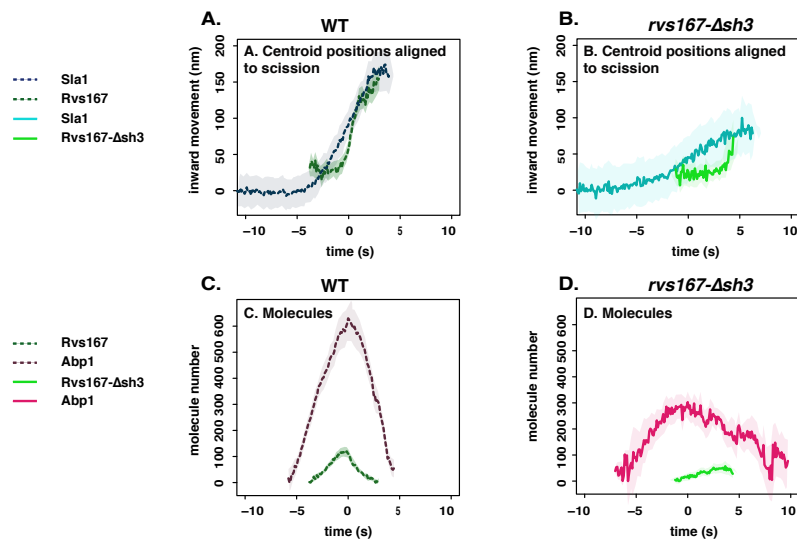 A.
WT
A. Centroid positions aligned
to scission
inward movement (nm)
0
50
100
150
200
−10
−5
0
5
10
time (s)
B.
rvs167-Δsh3
B. Centroid positions aligned
to scission
inward movement (nm)
0
50
100
150
200
−10
−5
0
5
10
time (s)
Sla1
Rvs167
Sla1
Rvs167-Δsh3
C.
WT
C. Molecules
molecule number
0
100
200
300
400
500
600
−10
−5
0
5
10
time (s)
D.
rvs167-Δsh3
D. Molecules
molecule number
0
100
200
300
400
500
600
−10
−5
0
5
10
time (s)
Rvs167
Abp1
Rvs167-Δsh3
Abp1